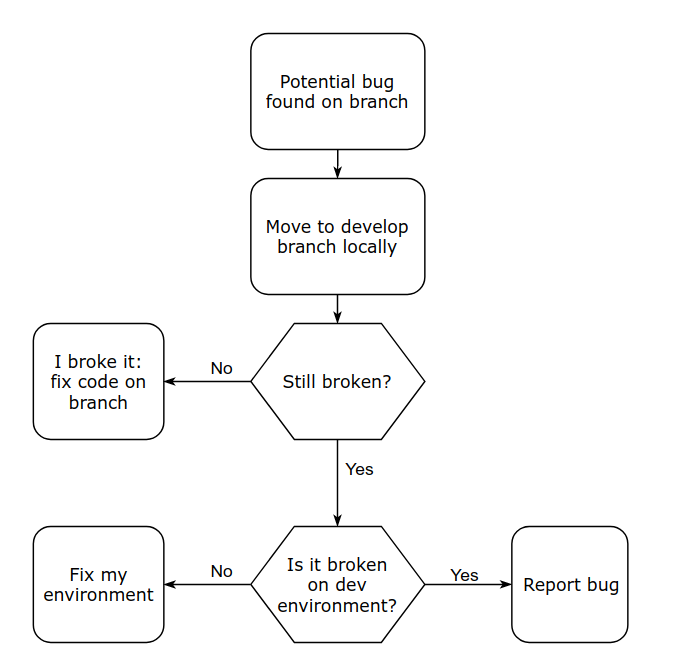 Potential bug
found on branch
Move to develop
branch locally
I broke it:
fix code on
branch
No
Still broken?
Yes
Fix my
environment
No
Is it broken
on dev
environment?
Yes
Report bug